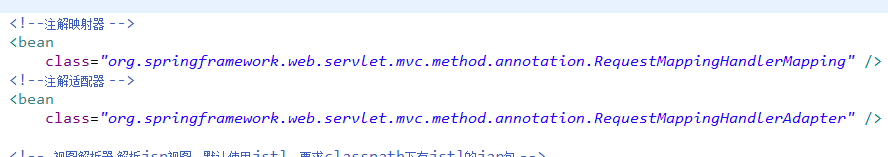 <!--注解映射器 -->
<bean
class="org.springframework.web.servlet.mvc.method.annotation.RequestMappingHandlerMapping" />
<!--注解适配器 -->
<bean
class="org.springframework.web.servlet.mvc.method.annotation.RequestMappingHandlerAdapter" />
<!-- 视图解析器 解析jsp视图，默认使用jstl，要求classpath下有jstl的jar包 -->